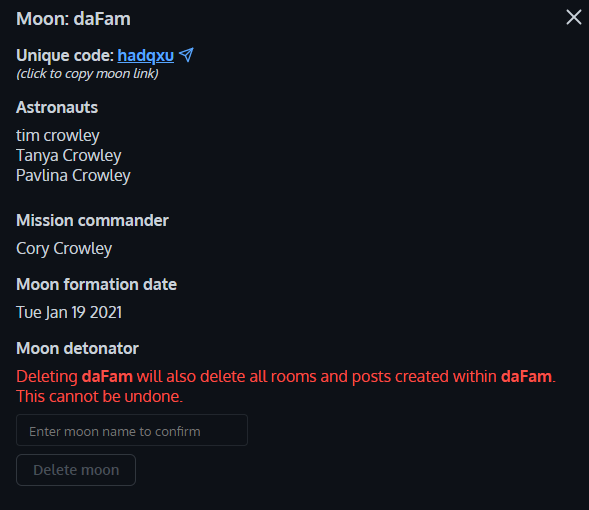 Moon: daFam
Unique code: hadqxu
(click to copy moon link)
Astronauts
tim crowley
Tanya Crowley
Pavlina Crowley
Mission commander
Cory Crowley
Moon formation date
Tue Jan 19 2021
Moon detonator
Deleting daFam will also delete all rooms and posts created within daFam.
This cannot be undone.
Enter moon name to confirm
Delete moon